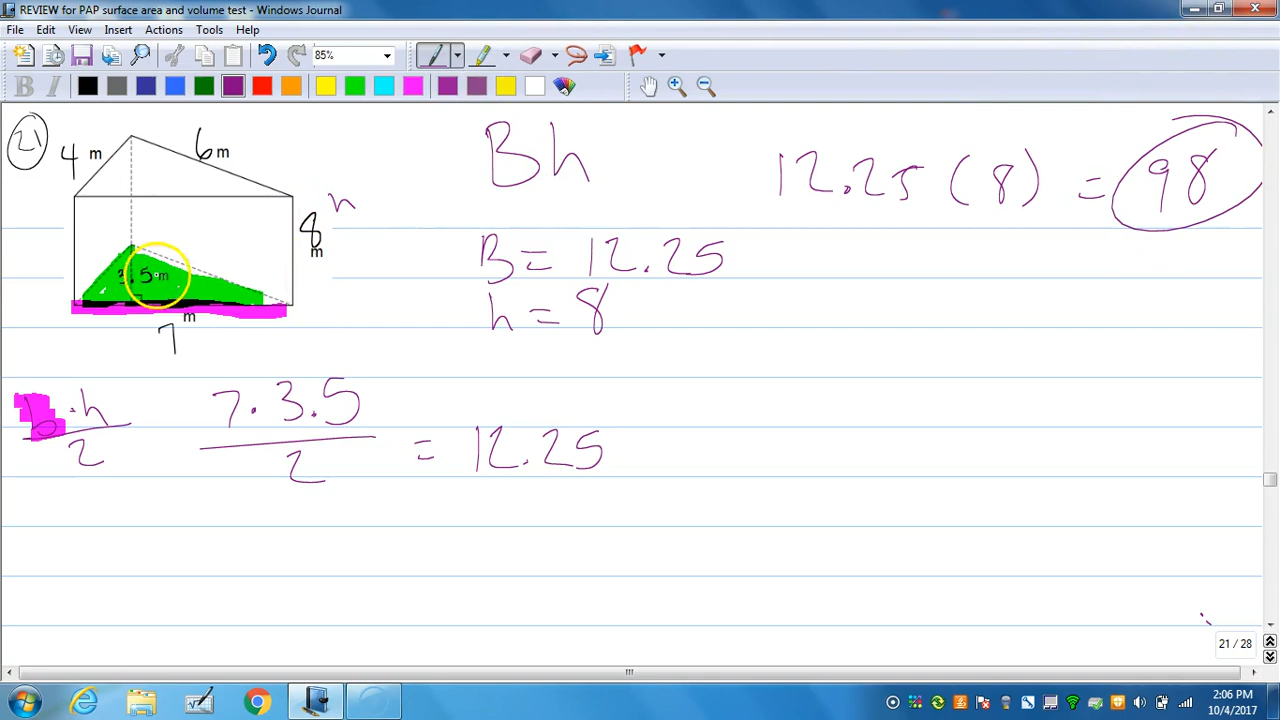 REVIEW for PAP surface area and volume test - Windows Journal
File Edit View Insert Actions Tools Help
85%
B I
21
4 m 6 m
8 m h
3.5 m
7 m
Bh
12.25 (8) = 98
B = 12.25
h = 8
b·h / 2 7·3.5 / 2 = 12.25
21 / 28
2:06 PM
10/4/2017